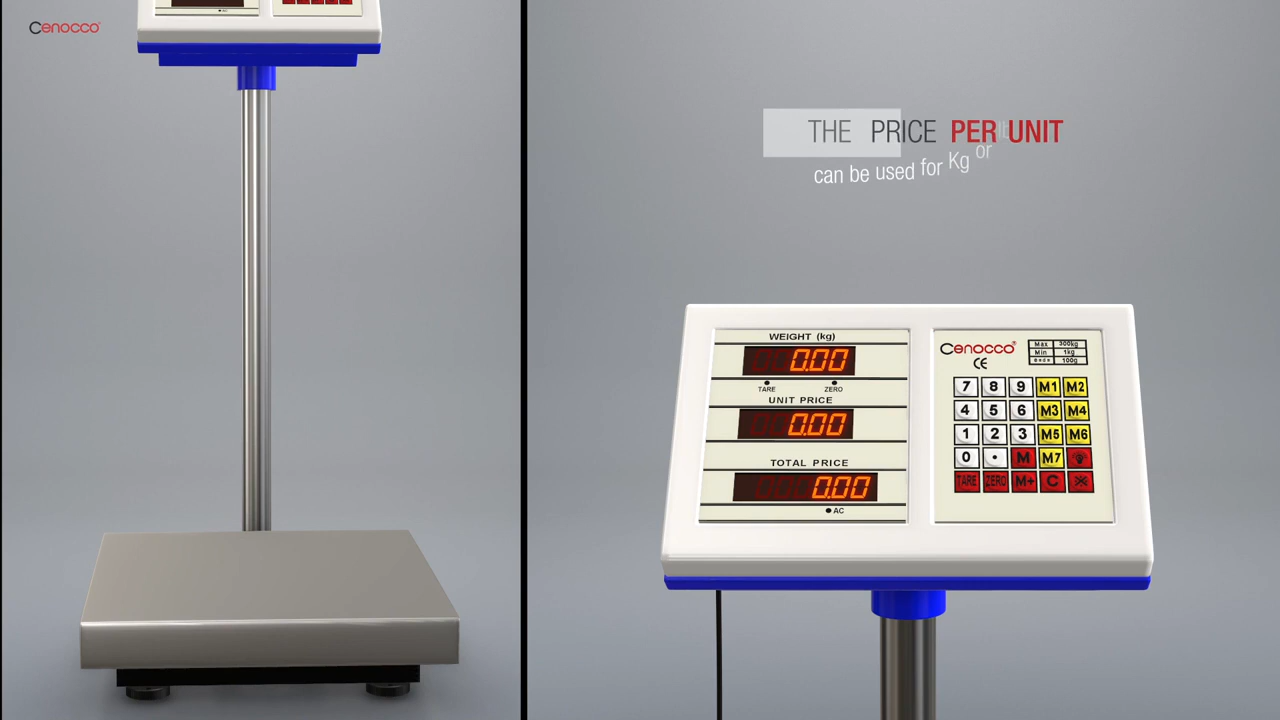 Cenocco
AC
THE PRICE PER UNIT
can be used for Kg or
WEIGHT (kg)
0.00
TARE ZERO
UNIT PRICE
0.00
TOTAL PRICE
0.00
AC
Cenocco
CE
Max 300kg
Min 1kg
100g
7 8 9 M1 M2
4 5 6 M3 M4
1 2 3 M5 M6
0 . M M7
TARE ZERO M+ C